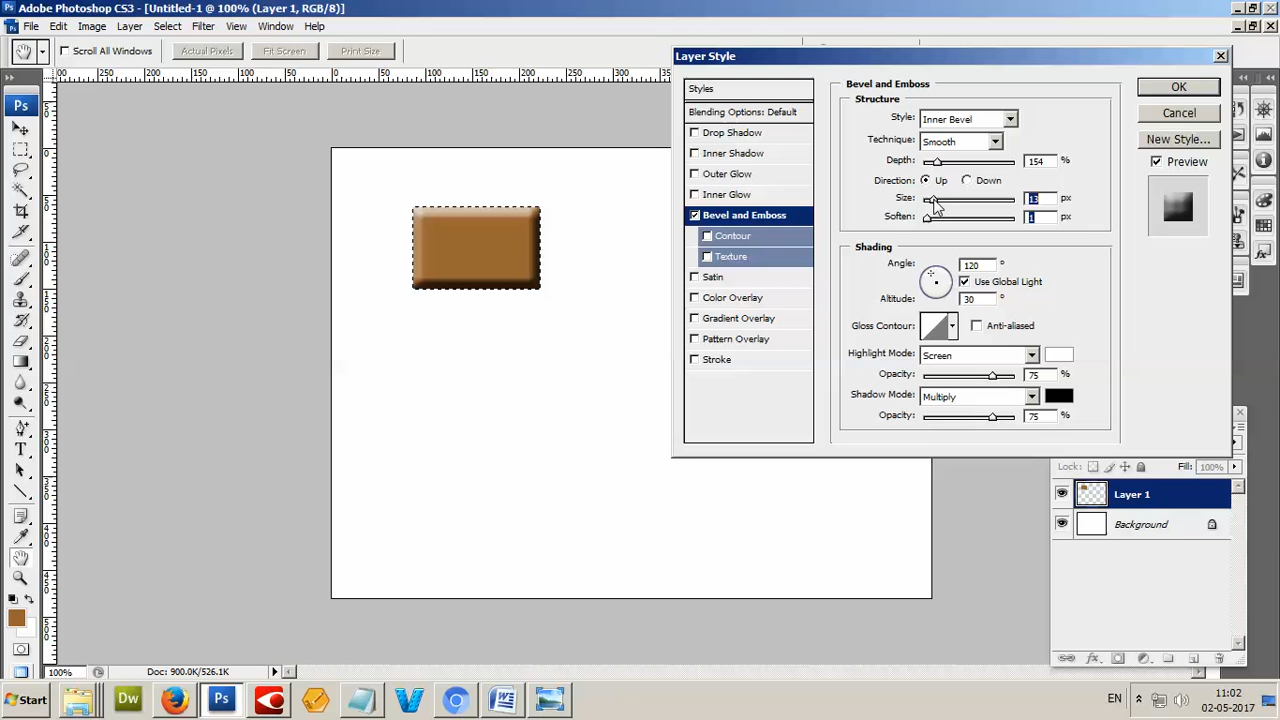 Adobe Photoshop CS3 - [Untitled-1 @ 100% (Layer 1, RGB/8)]
File Edit Image Layer Select Filter View Window Help
Scroll All Windows Actual Pixels Fit Screen Print Size
Layer Style
Styles
Blending Options: Default
Drop Shadow
Inner Shadow
Outer Glow
Inner Glow
Bevel and Emboss
Contour
Texture
Satin
Color Overlay
Gradient Overlay
Pattern Overlay
Stroke
Bevel and Emboss
Structure
Style: Inner Bevel
Technique: Smooth
Depth: 154 %
Direction: Up Down
Size: 13 px
Soften: 1 px
Shading
Angle: 120 °
Use Global Light
Altitude: 30 °
Gloss Contour: Anti-aliased
Highlight Mode: Screen
Opacity: 75 %
Shadow Mode: Multiply
Opacity: 75 %
OK
Cancel
New Style...
Preview
Lock: Fill: 100%
Layer 1
Background
Ps
T
100% Doc: 900.0K/526.1K
Start Dw Ps W EN 11:02
02-05-2017